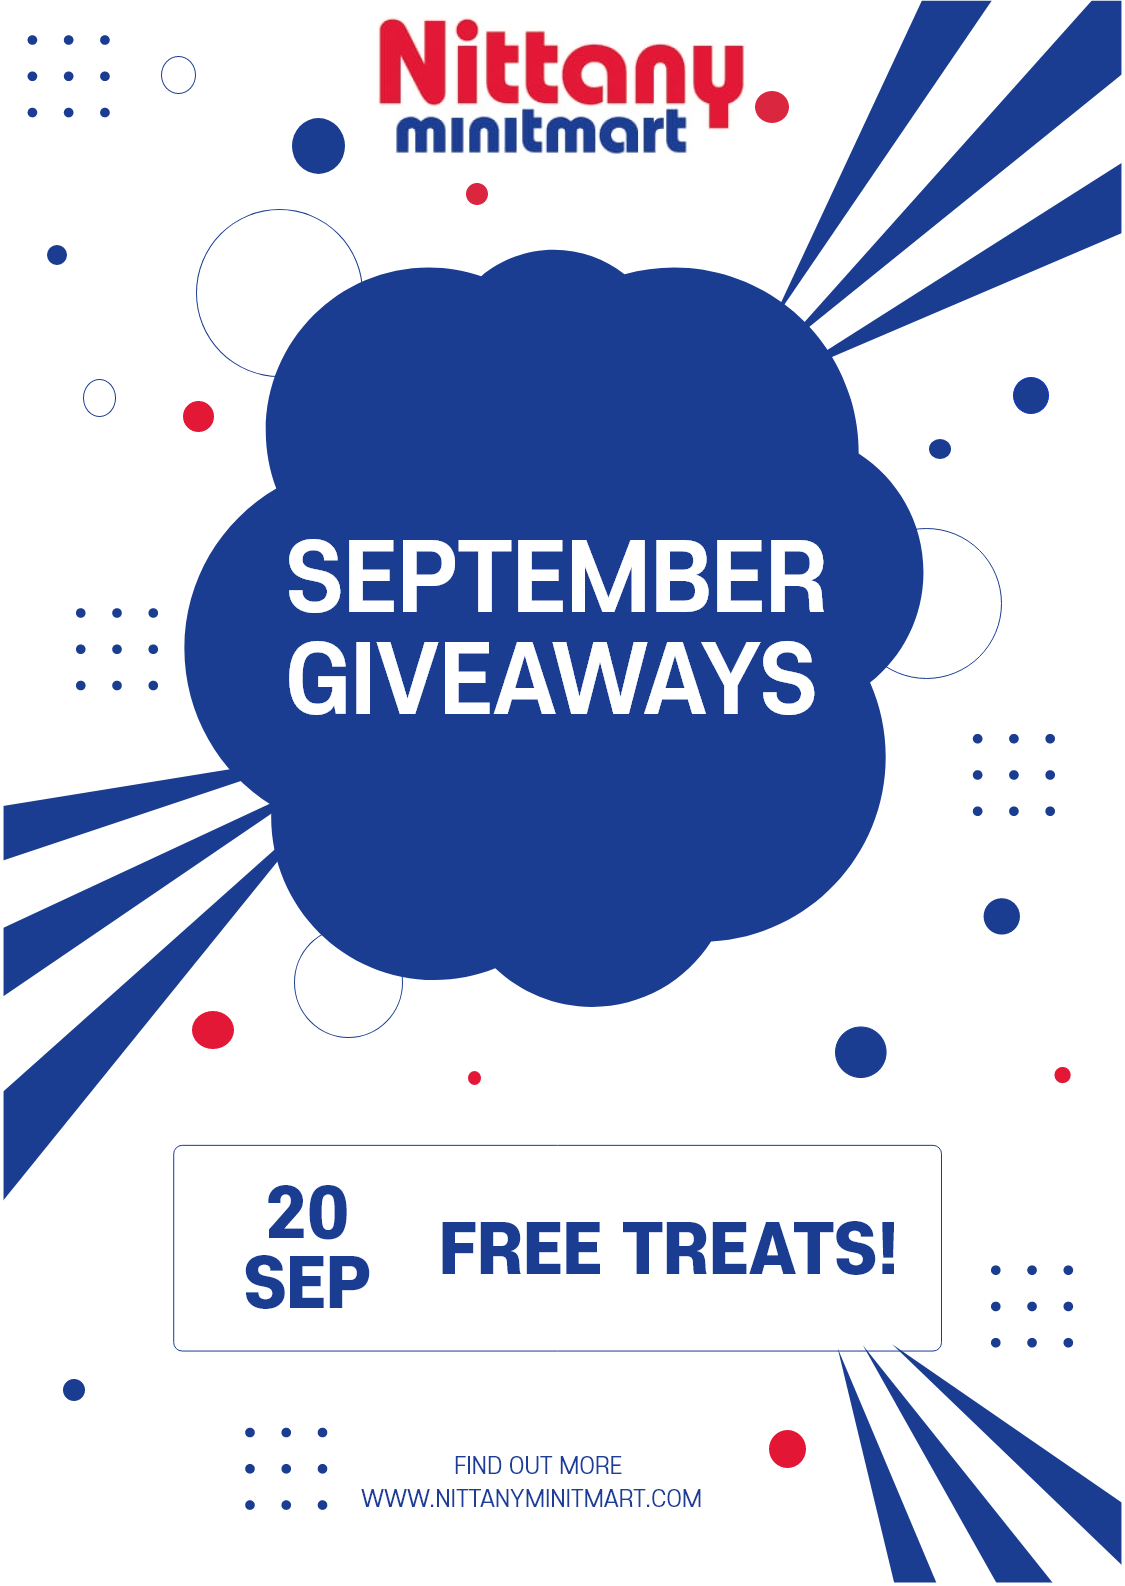 Nittany
minitmart
SEPTEMBER
GIVEAWAYS
20
SEP
FREE TREATS!
FIND OUT MORE
WWW.NITTANYMINITMART.COM